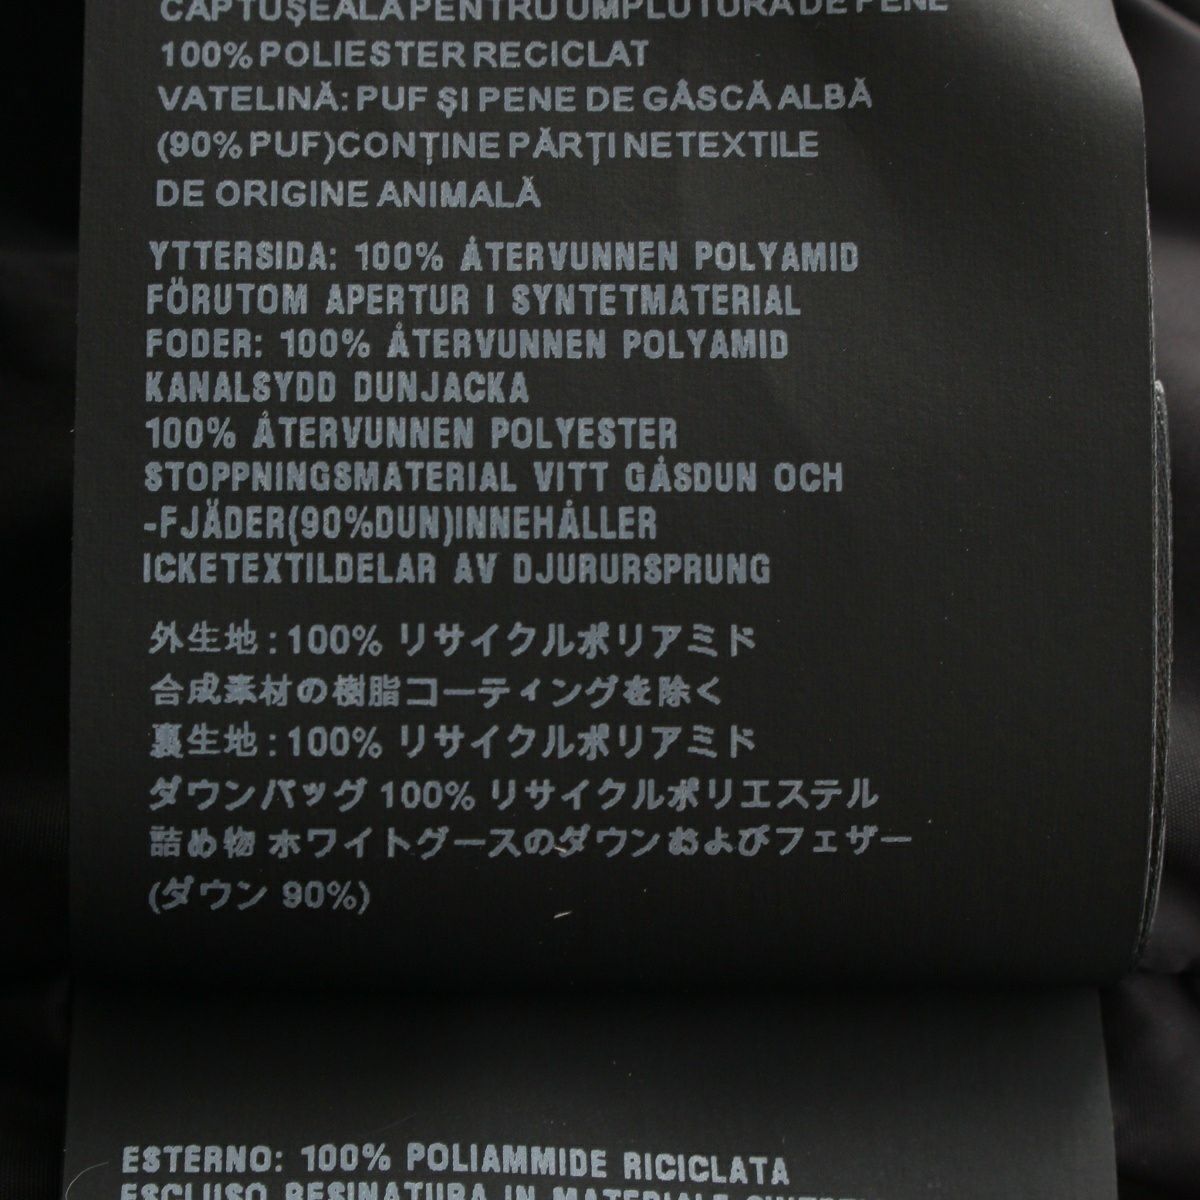 CAPTUȘEALA PENTRU UMPLUTURA DE PENE
100% POLIESTER RECICLAT
VATELINĂ: PUF ȘI PENE DE GÂSCĂ ALBĂ
(90% PUF)CONȚINE PĂRȚI NETEXTILE
DE ORIGINE ANIMALĂ
YTTERSIDA: 100% ÅTERVUNNEN POLYAMID
FÖRUTOM APERTUR I SYNTETMATERIAL
FODER: 100% ÅTERVUNNEN POLYAMID
KANALSYDD DUNJACKA
100% ÅTERVUNNEN POLYESTER
STOPPNINGSMATERIAL VITT GÅSDUN OCH
-FJÄDER(90%DUN)INNEHÅLLER
ICKETEXTILDELAR AV DJURURSPRUNG
外生地：100% リサイクルポリアミド
合成素材の樹脂コーティングを除く
裏生地：100% リサイクルポリアミド
ダウンバッグ 100% リサイクルポリエステル
詰め物 ホワイトグースのダウンおよびフェザー
(ダウン 90%)
ESTERNO: 100% POLIAMMIDE RICICLATA
ESCLUSO RESINATURA IN MATERIALE